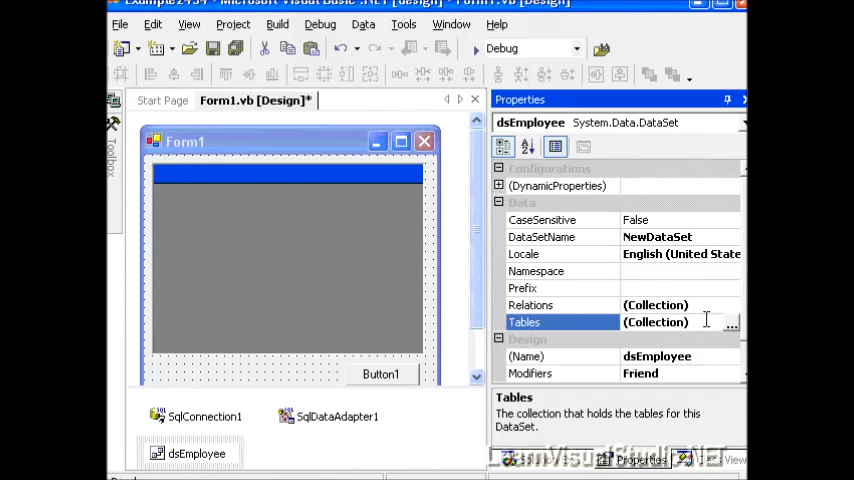 Example2434 - Microsoft Visual Basic .NET [design] - Form1.vb [Design]*
File Edit View Project Build Debug Data Tools Window Help
Debug
Start Page Form1.vb [Design]*
Properties
dsEmployee System.Data.DataSet
Toolbox
Form1
Configurations
(DynamicProperties)
Data
CaseSensitive False
DataSetName NewDataSet
Locale English (United State
Namespace
Prefix
Relations (Collection)
Tables (Collection) ...
Design
(Name) dsEmployee
Modifiers Friend
Button1
Tables
The collection that holds the tables for this
DataSet.
SqlConnection1 SqlDataAdapter1
dsEmployee
Properties
LearnVisualStudio.NET